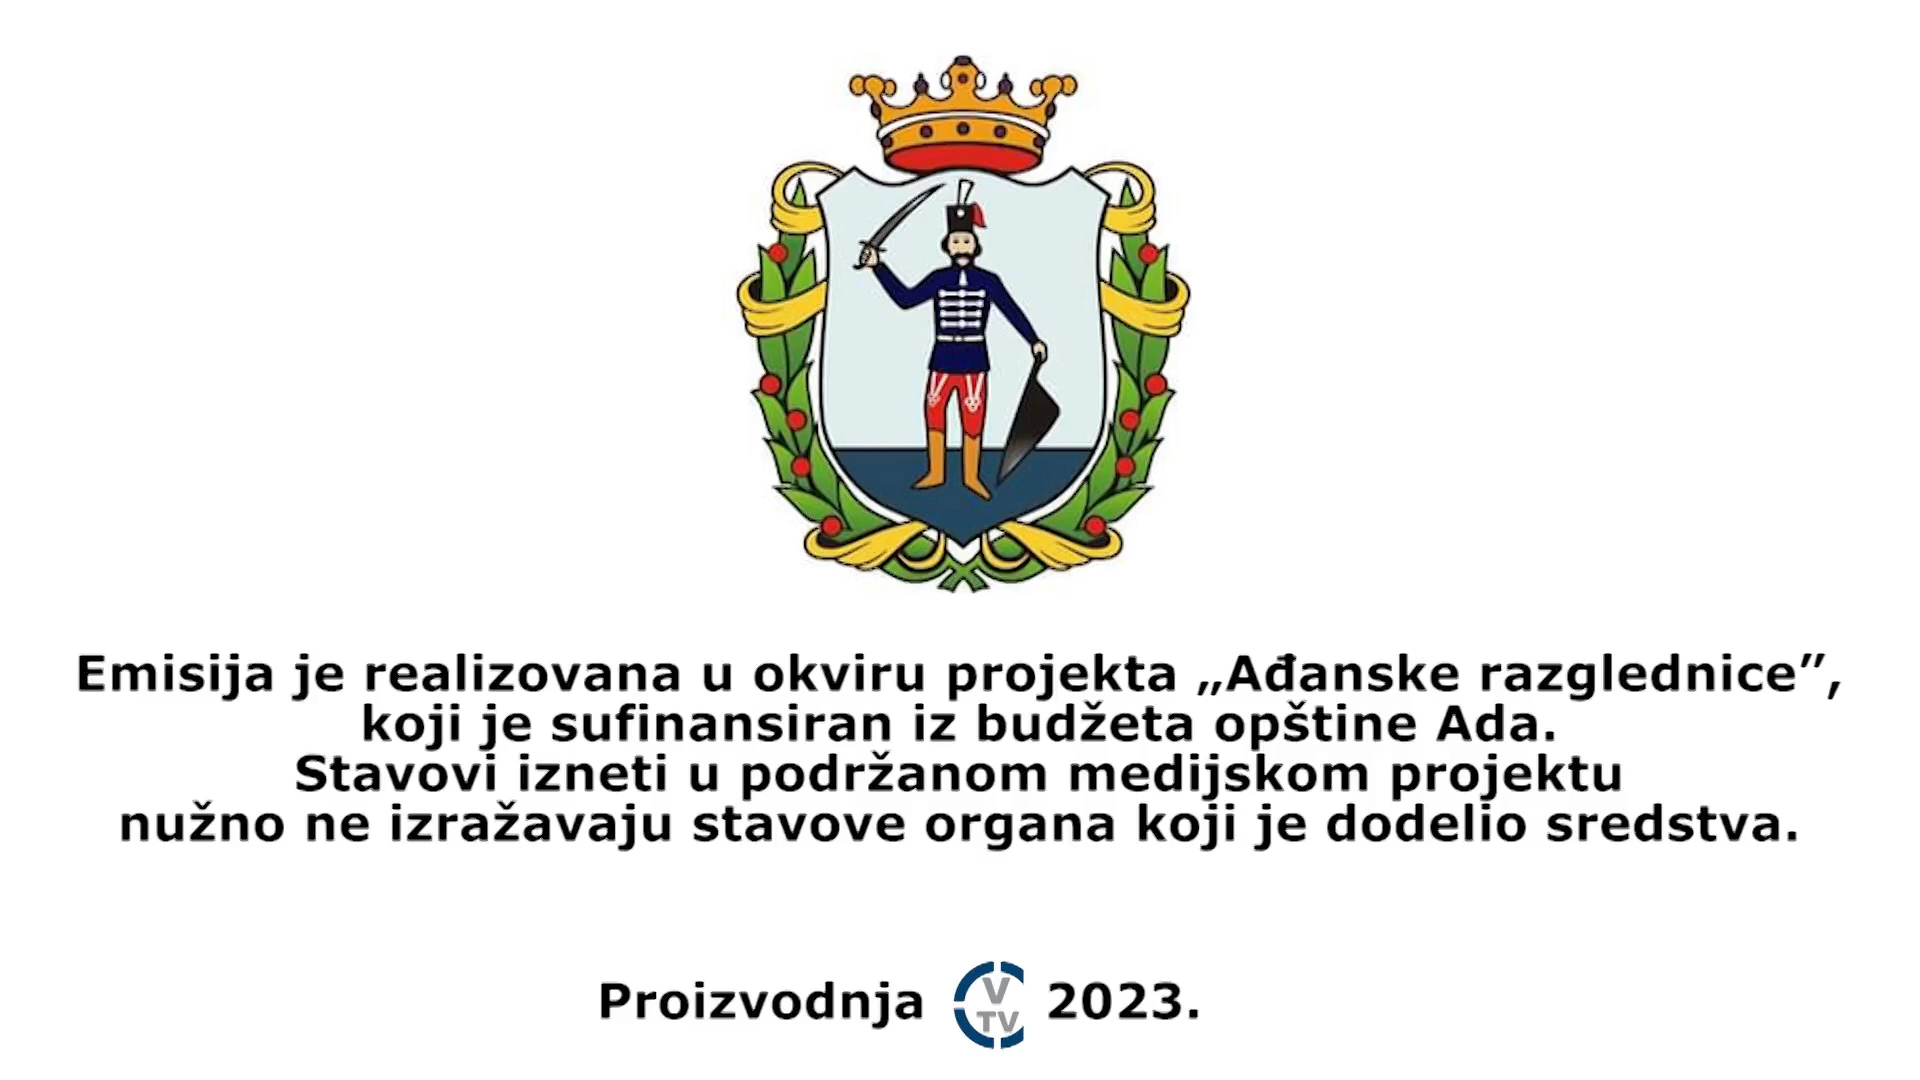 Emisija je realizovana u okviru projekta „Ađanske razglednice”,
koji je sufinansiran iz budžeta opštine Ada.
Stavovi izneti u podržanom medijskom projektu
nužno ne izražavaju stavove organa koji je dodelio sredstva.
Proizvodnja V TV 2023.